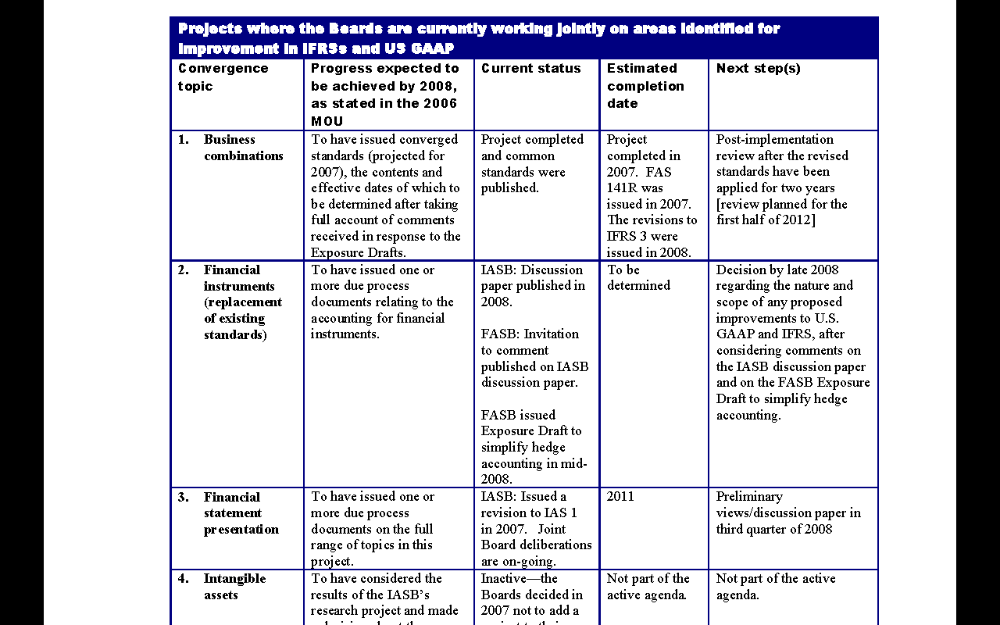 Projects where the Boards are currently working jointly on areas identified for
improvement in IFRSs and US GAAP
Convergence
topic
Progress expected to
be achieved by 2008,
as stated in the 2006
MOU
Current status
Estimated
completion
date
Next step(s)
1. Business
combinations
To have issued converged
standards (projected for
2007), the contents and
effective dates of which to
be determined after taking
full account of comments
received in response to the
Exposure Drafts.
Project completed
and common
standards were
published.
Project
completed in
2007. FAS
141R was
issued in 2007.
The revisions to
IFRS 3 were
issued in 2008.
Post-implementation
review after the revised
standards have been
applied for two years
[review planned for the
first half of 2012]
2. Financial
instruments
(replacement
of existing
standards)
To have issued one or
more due process
documents relating to the
accounting for financial
instruments.
IASB: Discussion
paper published in
2008.
FASB: Invitation
to comment
published on IASB
discussion paper.
FASB issued
Exposure Draft to
simplify hedge
accounting in mid-
2008.
To be
determined
Decision by late 2008
regarding the nature and
scope of any proposed
improvements to U.S.
GAAP and IFRS, after
considering comments on
the IASB discussion paper
and on the FASB Exposure
Draft to simplify hedge
accounting.
3. Financial
statement
presentation
To have issued one or
more due process
documents on the full
range of topics in this
project.
IASB: Issued a
revision to IAS 1
in 2007. Joint
Board deliberations
are on-going.
2011
Preliminary
views/discussion paper in
third quarter of 2008
4. Intangible
assets
To have considered the
results of the IASB's
research project and made
Inactive—the
Boards decided in
2007 not to add a
Not part of the
active agenda.
Not part of the active
agenda.